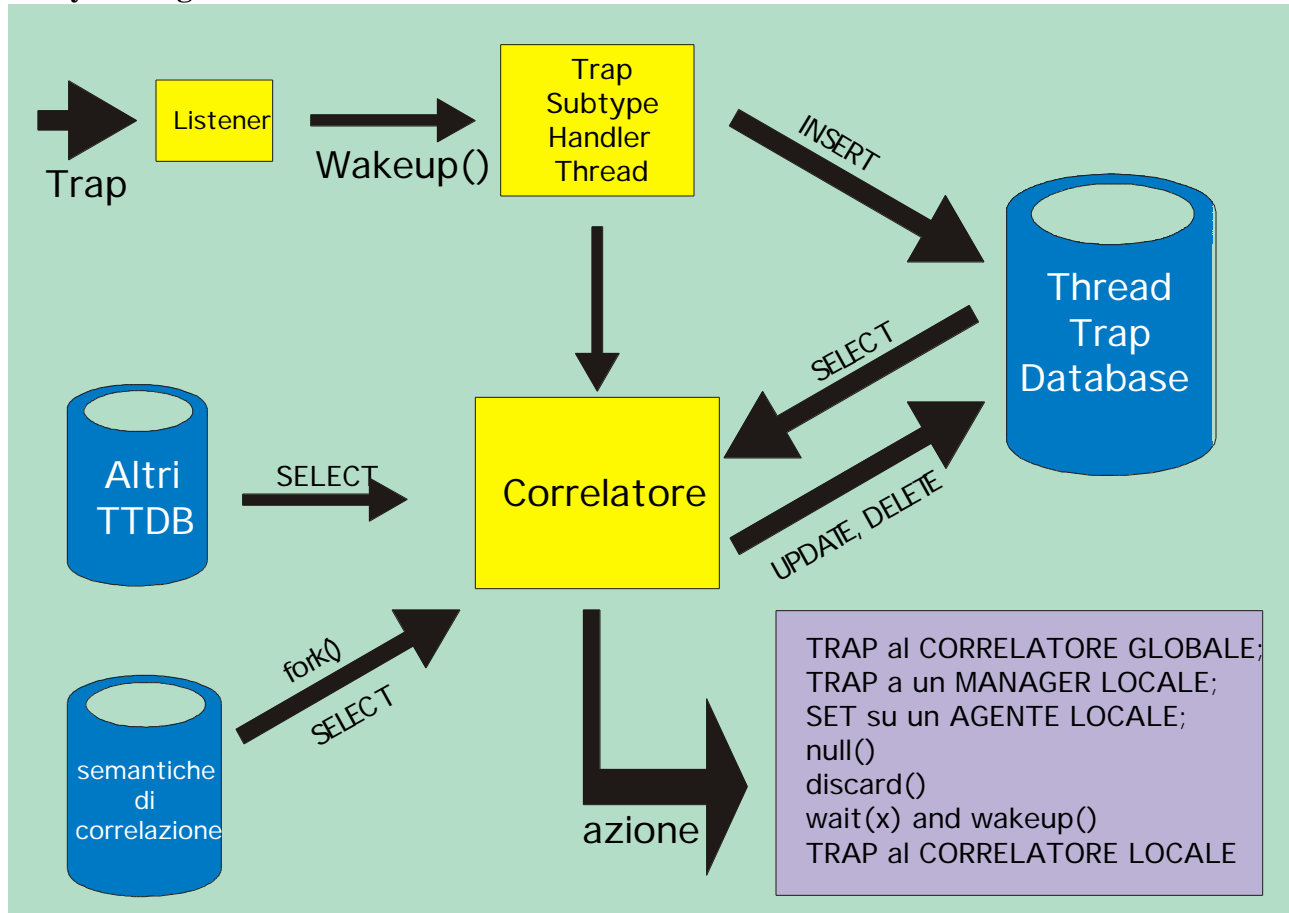 Listener
Trap
Wakeup()
Trap
Subtype
Handler
Thread
INSERT
Thread
Trap
Database
SELECT
UPDATE, DELETE
Altri
TTDB
SELECT
Correlatore
fork()
SELECT
semantiche
di
correlazione
azione
TRAP al CORRELATORE GLOBALE;
TRAP a un MANAGER LOCALE;
SET su un AGENTE LOCALE;
null()
discard()
wait(x) and wakeup()
TRAP al CORRELATORE LOCALE